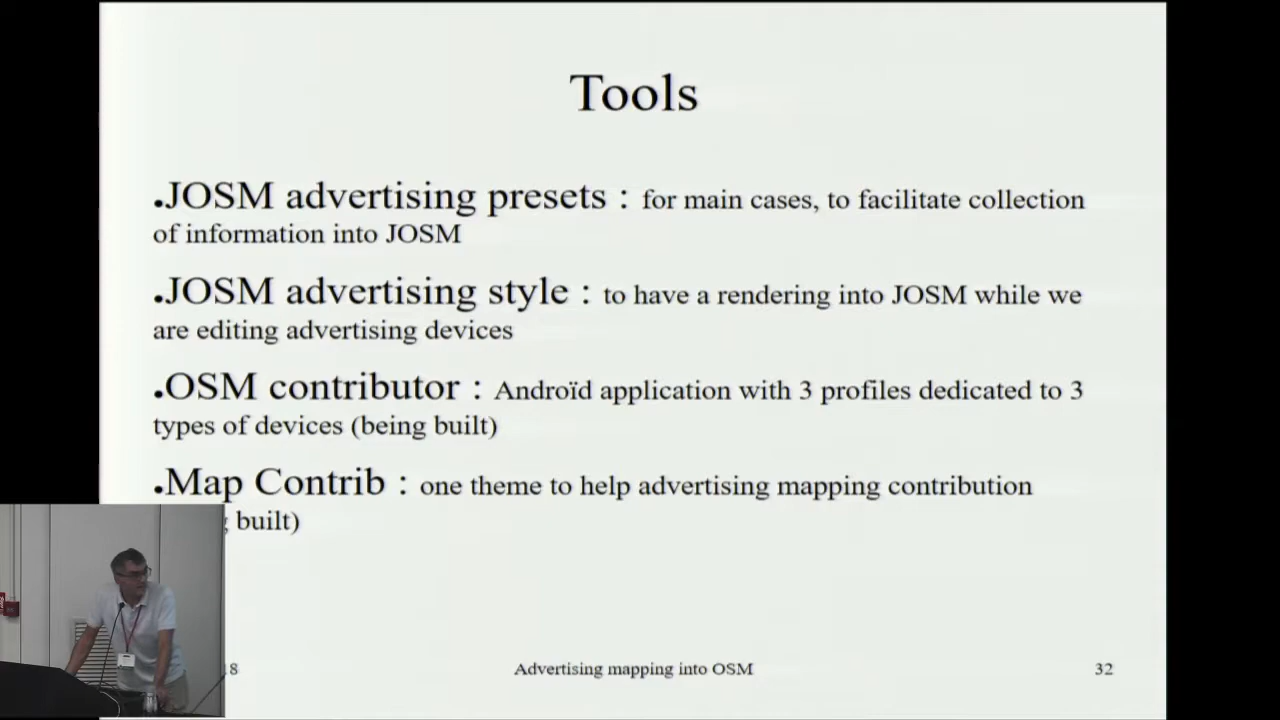 Tools
.JOSM advertising presets : for main cases, to facilitate collection
of information into JOSM
.JOSM advertising style : to have a rendering into JOSM while we
are editing advertising devices
.OSM contributor : Androïd application with 3 profiles dedicated to 3
types of devices (being built)
.Map Contrib : one theme to help advertising mapping contribution
built)
8 Advertising mapping into OSM 32